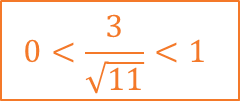 0 < 3/√11 < 1